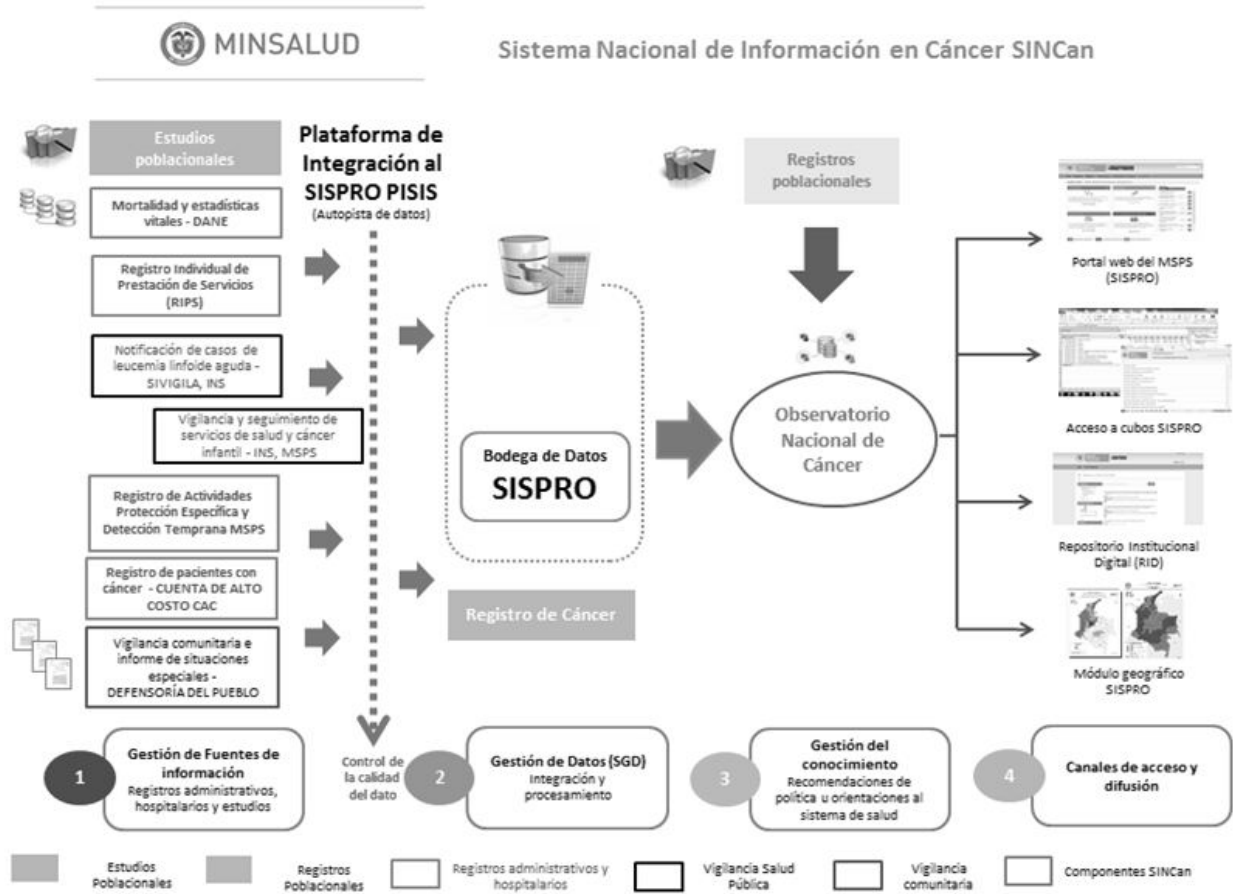 MINSALUD
Sistema Nacional de Información en Cáncer SINCan
Estudios
poblacionales
Mortalidad y estadísticas
vitales - DANE
Registro Individual de
Prestación de Servicios
(RIPS)
Notificación de casos de
leucemia linfoide aguda -
SIVIGILA, INS
Vigilancia y seguimiento de
servicios de salud y cáncer
infantil - INS, MSPS
Registro de Actividades
Protección Específica y
Detección Temprana MSPS
Registro de pacientes con
cáncer - CUENTA DE ALTO
COSTO CAC
Vigilancia comunitaria e
informe de situaciones
especiales -
DEFENSORÍA DEL PUEBLO
Plataforma de
Integración al
SISPRO PISIS
(Autopista de datos)
Bodega de Datos
SISPRO
Registro de Cáncer
Registros
poblacionales
Observatorio
Nacional de
Cáncer
Portal web del MSPS
(SISPRO)
Acceso a cubos SISPRO
Repositorio Institucional
Digital (RID)
Módulo geográfico
SISPRO
1
Gestión de Fuentes de
información
Registros administrativos,
hospitalarios y estudios
Control de
la calidad
del dato
2
Gestión de Datos (SGD)
Integración y
procesamiento
3
Gestión del
conocimiento
Recomendaciones de
política u orientaciones al
sistema de salud
4
Canales de acceso y
difusión
Estudios
Poblacionales
Registros
Poblacionales
Registros administrativos y
hospitalarios
Vigilancia Salud
Pública
Vigilancia
comunitaria
Componentes SINCan